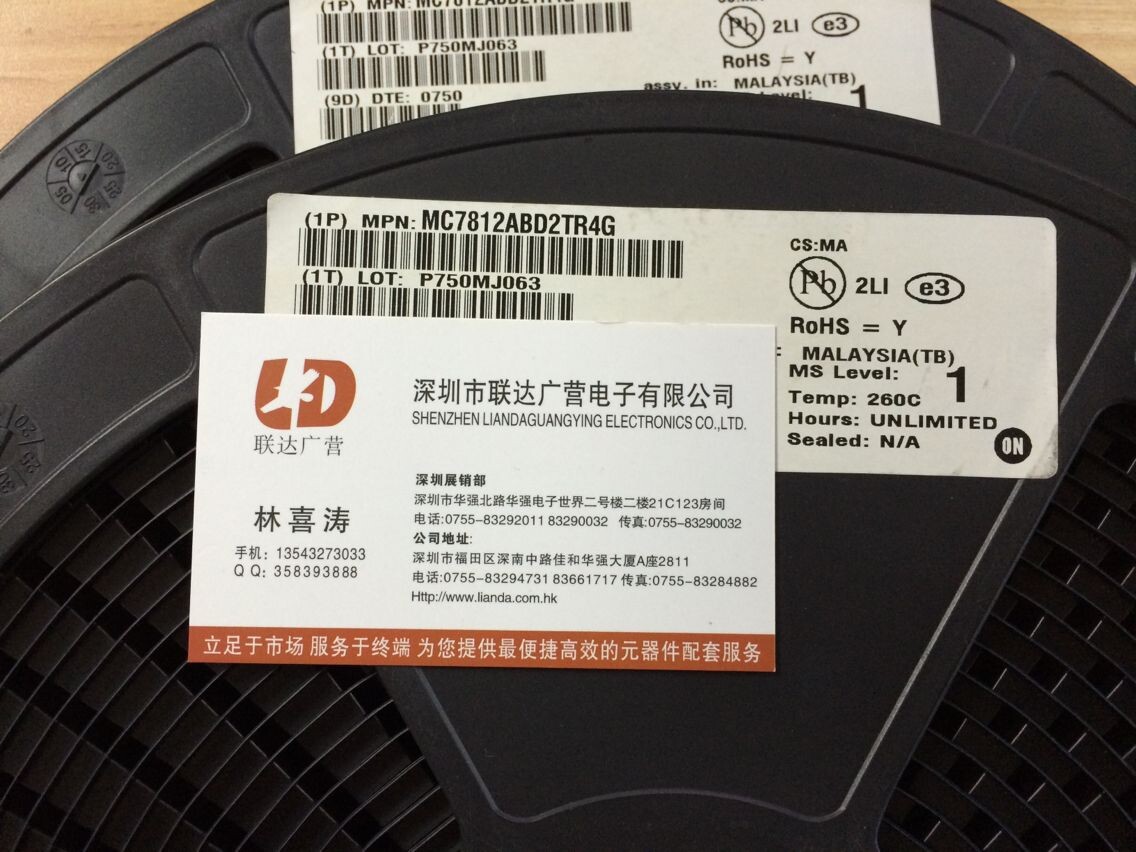 (1P) MPN: MC7812ABD2TR4G
(1T) LOT: P750MJ063
(9D) DTE: 0750
Pb 2LI e3
RoHS = Y
assy. in: MALAYSIA(TB)
Level: 1
(1P) MPN: MC7812ABD2TR4G
(1T) LOT: P750MJ063
CS:MA
Pb 2LI e3
RoHS = Y
MALAYSIA(TB)
MS Level: 1
Temp: 260C
Hours: UNLIMITED
Sealed: N/A
ON
联达广营
深圳市联达广营电子有限公司
SHENZHEN LIANDAGUANGYING ELECTRONICS CO.,LTD.
林喜涛
手机：13543273033
QQ：358393888
深圳展销部
深圳市华强北路华强电子世界二号楼二楼21C123房间
电话:0755-83292011 83290032 传真:0755-83290032
公司地址:
深圳市福田区深南中路佳和华强大厦A座2811
电话:0755-83294731 83661717 传真:0755-83284882
Http://www.lianda.com.hk
立足于市场 服务于终端 为您提供最便捷高效的元器件配套服务